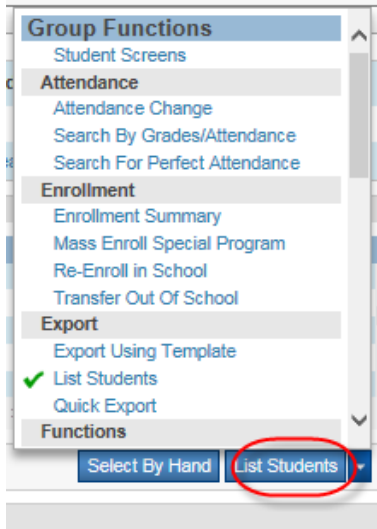 Group Functions
Student Screens
Attendance
Attendance Change
Search By Grades/Attendance
Search For Perfect Attendance
Enrollment
Enrollment Summary
Mass Enroll Special Program
Re-Enroll in School
Transfer Out Of School
Export
Export Using Template
List Students
Quick Export
Functions
Select By Hand List Students